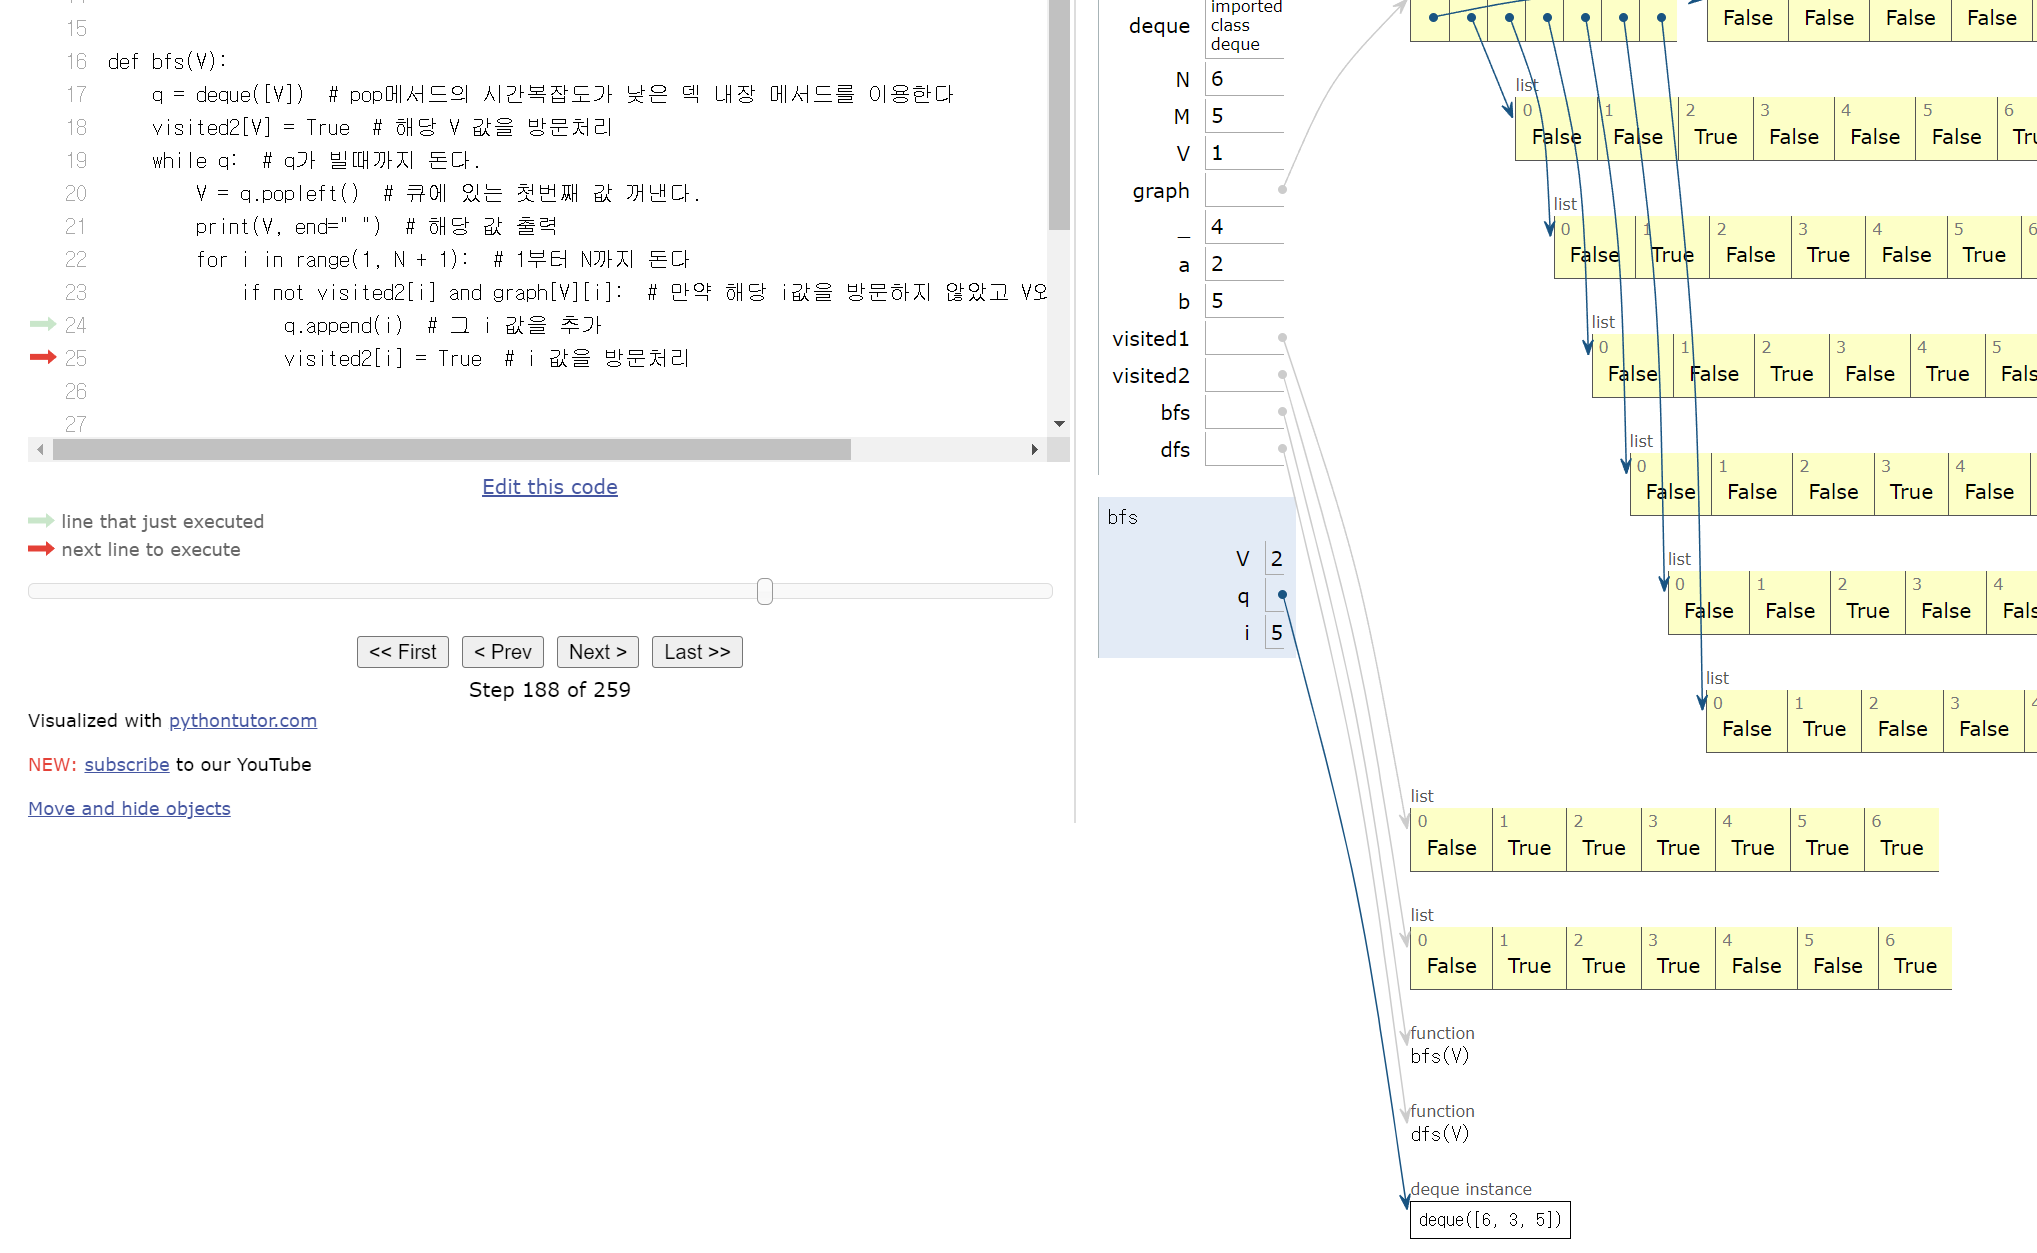 15
16 def bfs(V):
17 q = deque([V])  # pop메서드의 시간복잡도가 낮은 덱 내장 메서드를 이용한다
18 visited2[V] = True  # 해당 V 값을 방문처리
19 while q:  # q가 빌때까지 돈다.
20 V = q.popleft()  # 큐에 있는 첫번째 값 꺼낸다.
21 print(V, end=" ")  # 해당 값 출력
22 for i in range(1, N + 1):  # 1부터 N까지 돈다
23 if not visited2[i] and graph[V][i]:  # 만약 해당 i값을 방문하지 않았고 V와
24 q.append(i)  # 그 i 값을 추가
25 visited2[i] = True  # i 값을 방문처리
26
27
Edit this code
line that just executed
next line to execute
<< First < Prev Next > Last >>
Step 188 of 259
Visualized with pythontutor.com
NEW: subscribe to our YouTube
Move and hide objects
deque imported
class
deque
N 6
M 5
V 1
graph
_ 4
a 2
b 5
visited1
visited2
bfs
dfs
bfs
V 2
q
i 5
False False False False
list
0 1 2 3 4 5 6
False False True False False False Tru
list
0 1 2 3 4 5 6
False True False True False True
list
0 1 2 3 4 5
False False True False True Fals
list
0 1 2 3 4
False False False True False
list
0 1 2 3 4
False False True False Fals
list
0 1 2 3 4
False True False False
list
0 1 2 3 4 5 6
False True True True True True True
list
0 1 2 3 4 5 6
False True True True False False True
function
bfs(V)
function
dfs(V)
deque instance
deque([6, 3, 5])